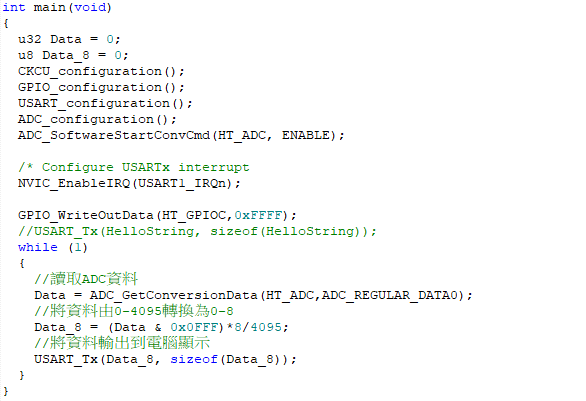 int main(void)
{
  u32 Data = 0;
  u8 Data_8 = 0;
  CKCU_configuration();
  GPIO_configuration();
  USART_configuration();
  ADC_configuration();
  ADC_SoftwareStartConvCmd(HT_ADC, ENABLE);

  /* Configure USARTx interrupt
  NVIC_EnableIRQ(USART1_IRQn);

  GPIO_WriteOutData(HT_GPIOC,0xFFFF);
  //USART_Tx(HelloString, sizeof(HelloString));
  while (1)
  {
    //讀取ADC資料
    Data = ADC_GetConversionData(HT_ADC,ADC_REGULAR_DATA0);
    //將資料由0-4095轉換為0-8
    Data_8 = (Data & 0x0FFF)*8/4095;
    //將資料輸出到電腦顯示
    USART_Tx(Data_8, sizeof(Data_8));
  }
}